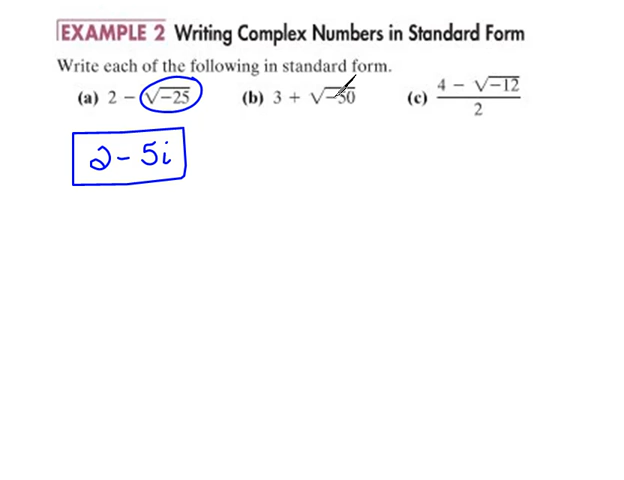 EXAMPLE 2 Writing Complex Numbers in Standard Form
Write each of the following in standard form.
(a) 2 − √−25 (b) 3 + √−50 (c) 4 − √−12 / 2
2 - 5i